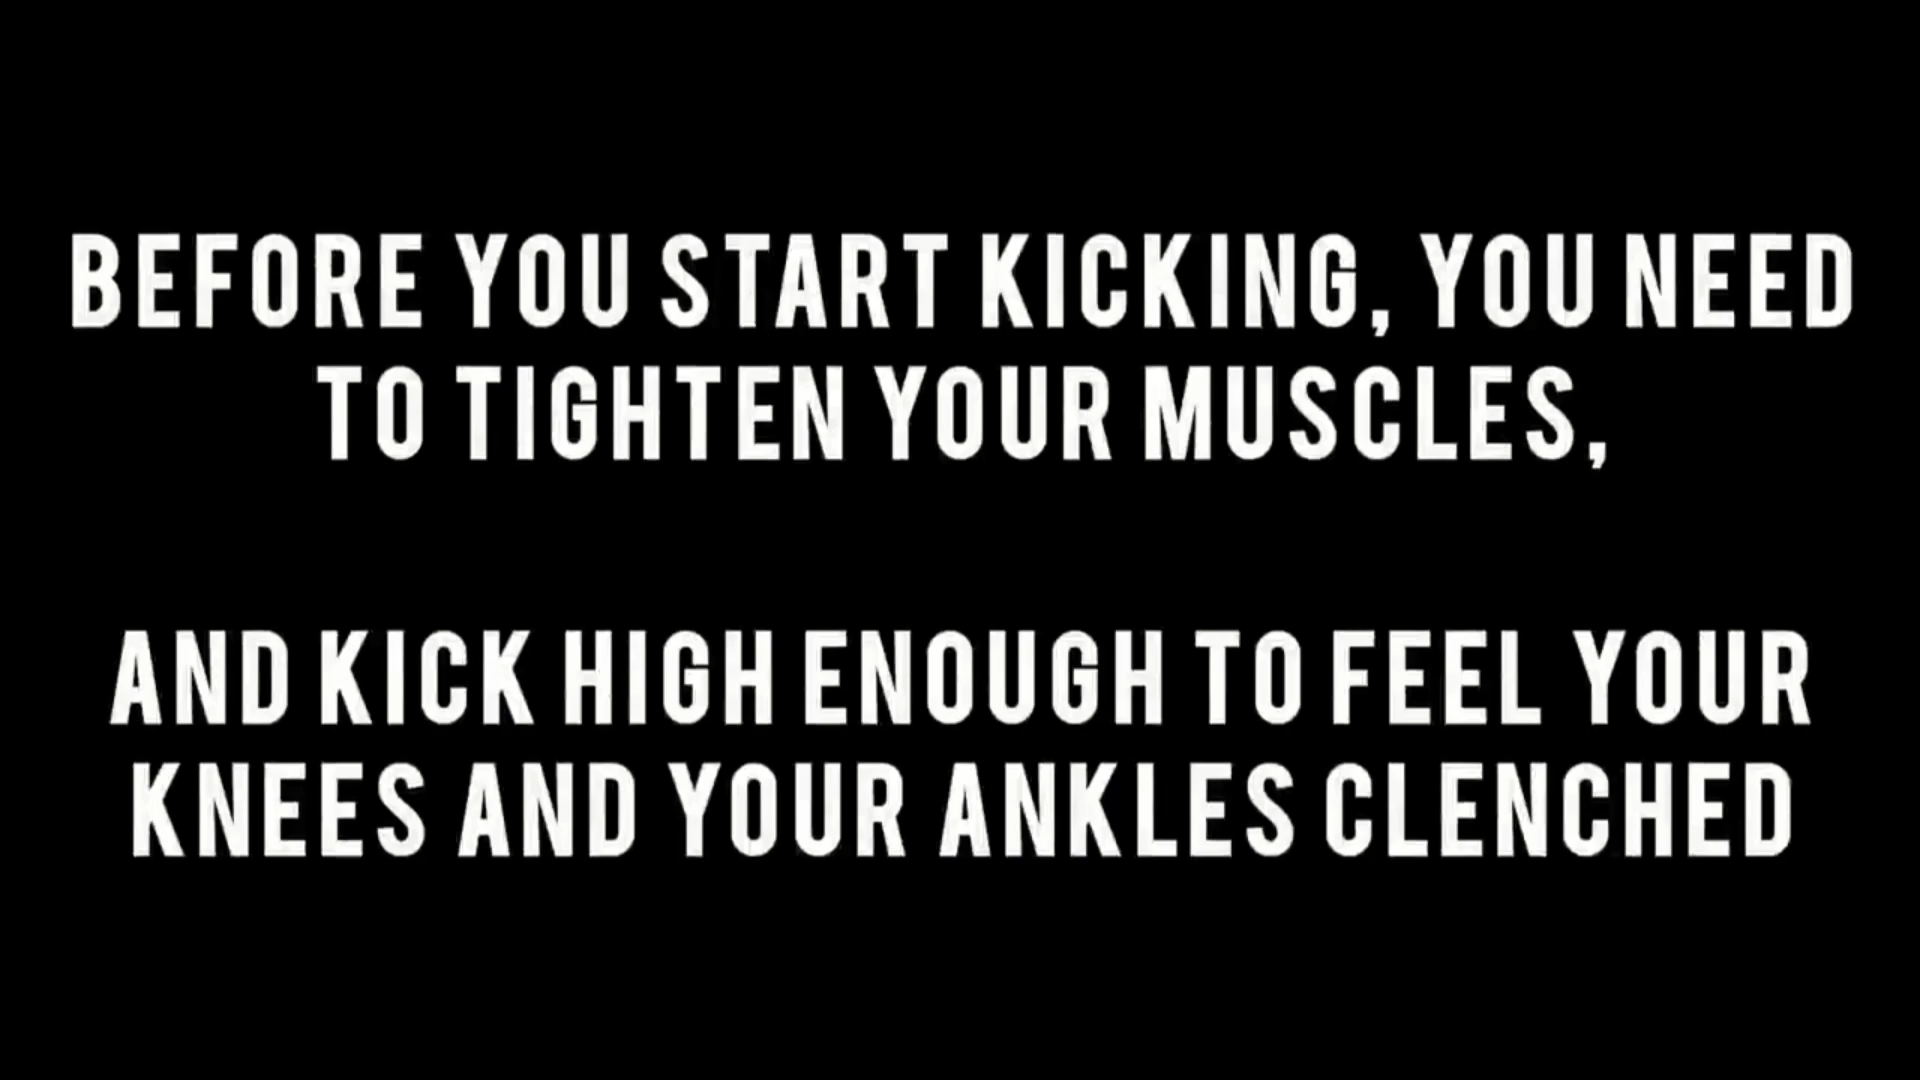 BEFORE YOU START KICKING, YOU NEED
TO TIGHTEN YOUR MUSCLES,
AND KICK HIGH ENOUGH TO FEEL YOUR
KNEES AND YOUR ANKLES CLENCHED